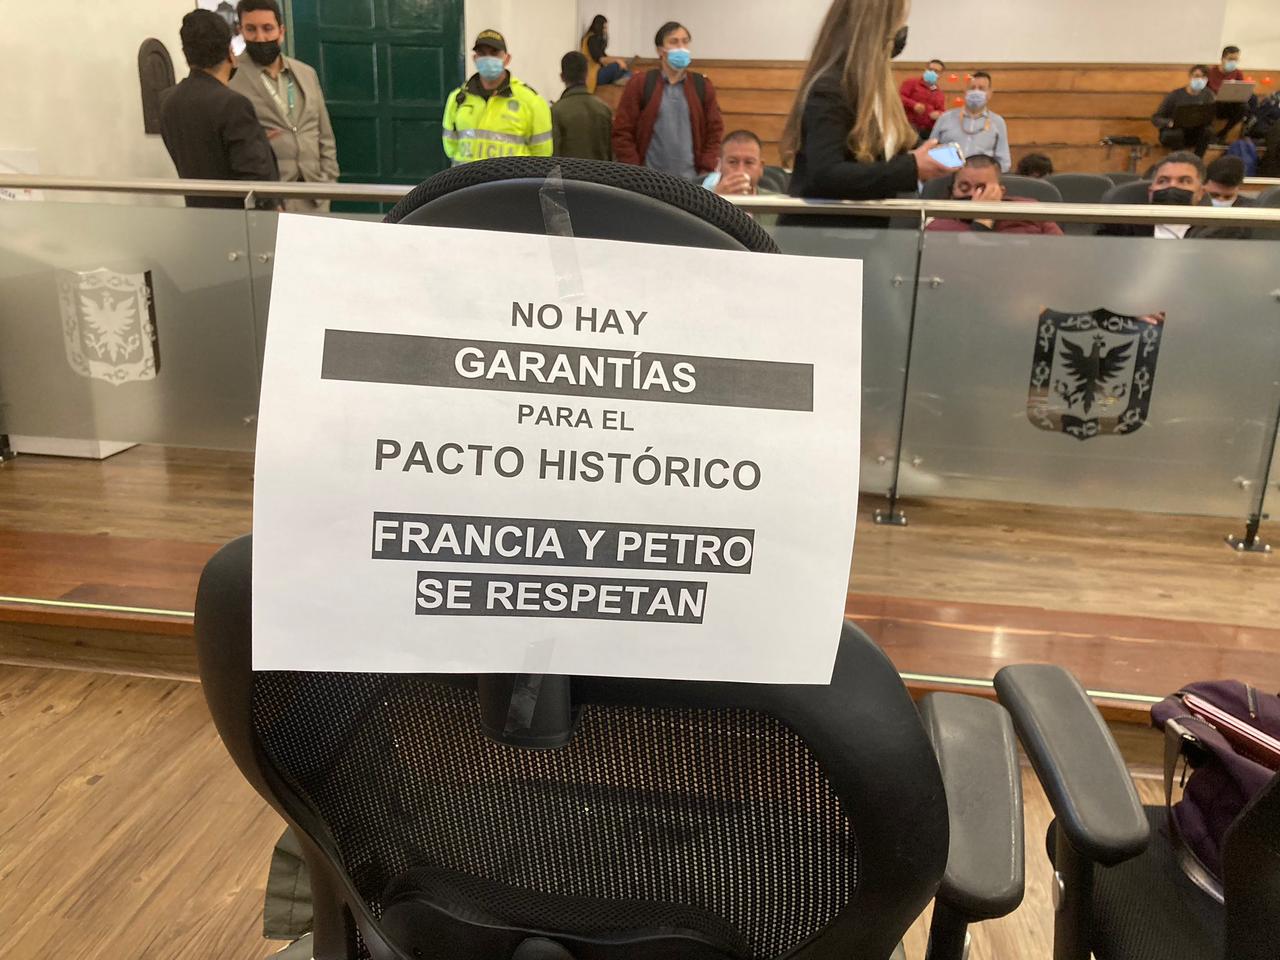 NO HAY
GARANTÍAS
PARA EL
PACTO HISTÓRICO
FRANCIA Y PETRO
SE RESPETAN